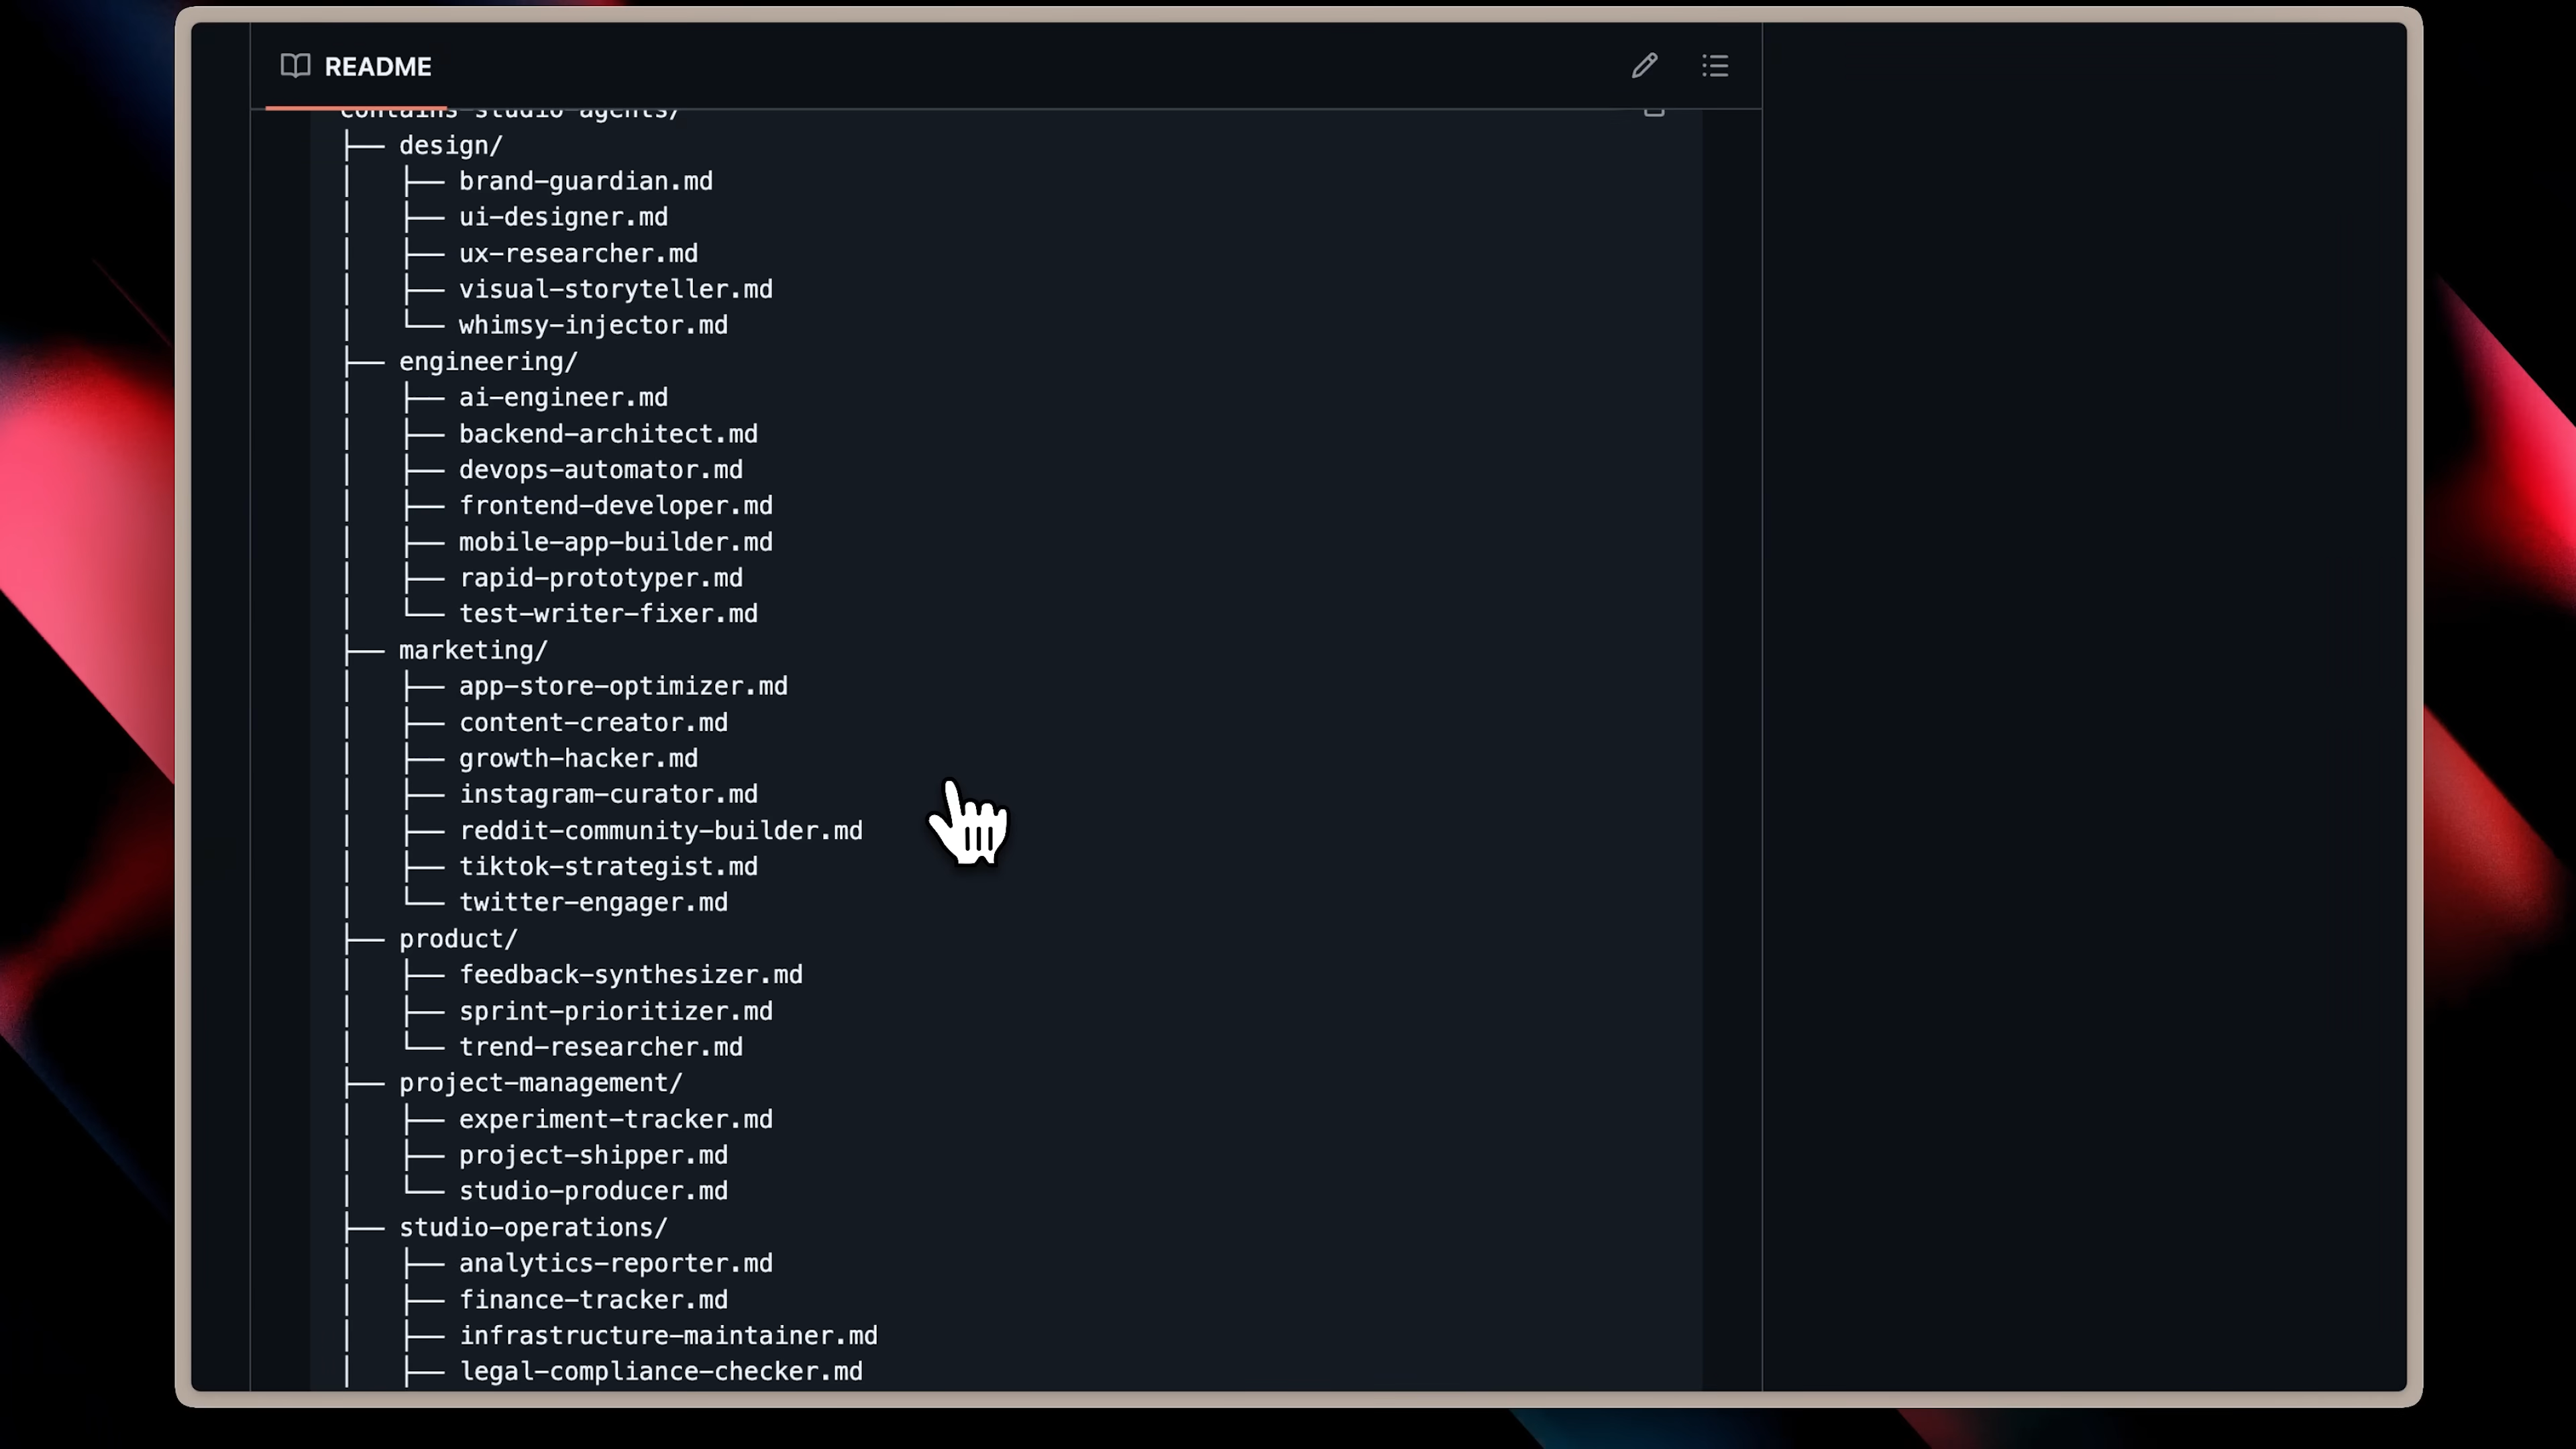 README
contains-studio-agents/
├── design/
│   ├── brand-guardian.md
│   ├── ui-designer.md
│   ├── ux-researcher.md
│   ├── visual-storyteller.md
│   └── whimsy-injector.md
├── engineering/
│   ├── ai-engineer.md
│   ├── backend-architect.md
│   ├── devops-automator.md
│   ├── frontend-developer.md
│   ├── mobile-app-builder.md
│   ├── rapid-prototyper.md
│   └── test-writer-fixer.md
├── marketing/
│   ├── app-store-optimizer.md
│   ├── content-creator.md
│   ├── growth-hacker.md
│   ├── instagram-curator.md
│   ├── reddit-community-builder.md
│   ├── tiktok-strategist.md
│   └── twitter-engager.md
├── product/
│   ├── feedback-synthesizer.md
│   ├── sprint-prioritizer.md
│   └── trend-researcher.md
├── project-management/
│   ├── experiment-tracker.md
│   ├── project-shipper.md
│   └── studio-producer.md
├── studio-operations/
│   ├── analytics-reporter.md
│   ├── finance-tracker.md
│   ├── infrastructure-maintainer.md
│   ├── legal-compliance-checker.md